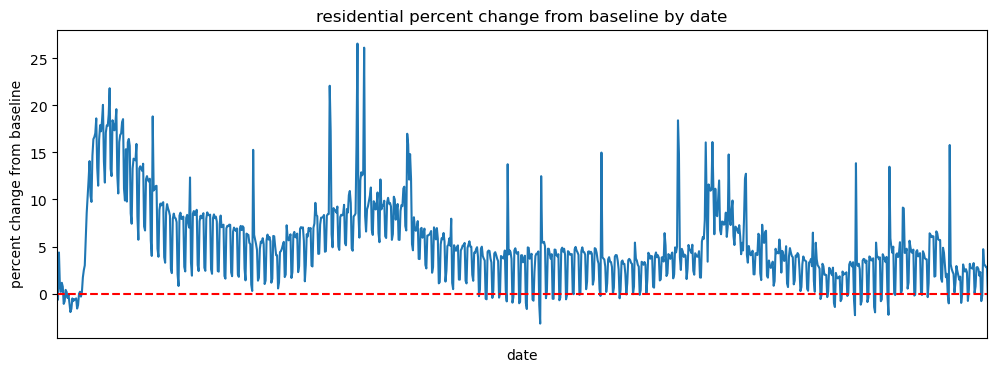 residential percent change from baseline by date
percent change from baseline
25
20
15
10
5
0
date